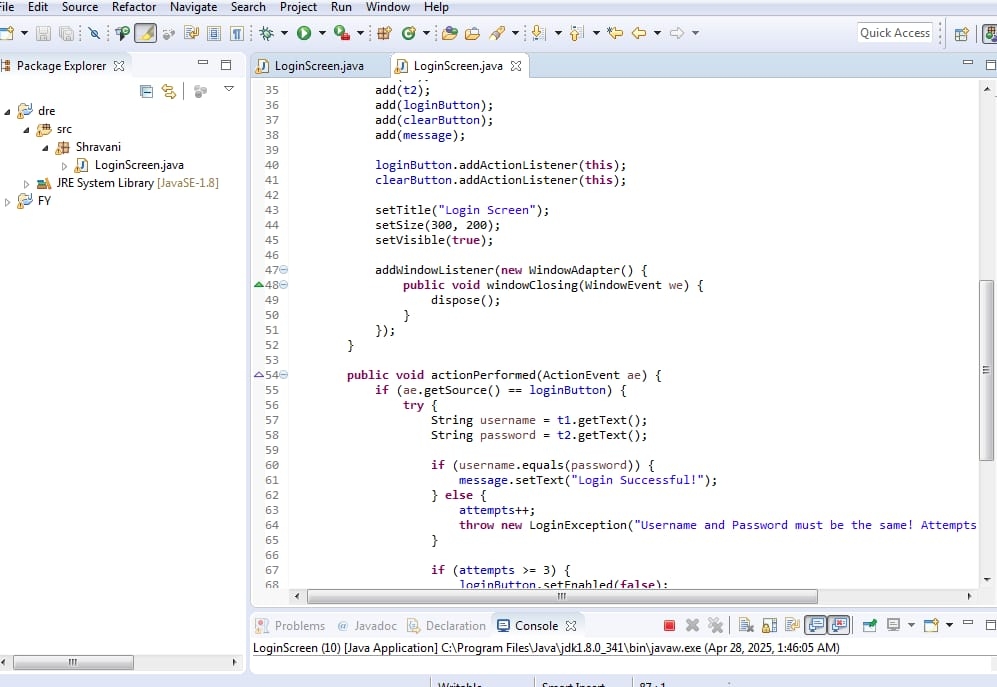 File Edit Source Refactor Navigate Search Project Run Window Help
Quick Access
Package Explorer
LoginScreen.java
LoginScreen.java
dre
src
Shravani
LoginScreen.java
JRE System Library [JavaSE-1.8]
FY
35 add(t2);
36 add(loginButton);
37 add(clearButton);
38 add(message);
39
40 loginButton.addActionListener(this);
41 clearButton.addActionListener(this);
42
43 setTitle("Login Screen");
44 setSize(300, 200);
45 setVisible(true);
46
47 addWindowListener(new WindowAdapter() {
48 public void windowClosing(WindowEvent we) {
49 dispose();
50 }
51 });
52 }
53
54 public void actionPerformed(ActionEvent ae) {
55 if (ae.getSource() == loginButton) {
56 try {
57 String username = t1.getText();
58 String password = t2.getText();
59
60 if (username.equals(password)) {
61 message.setText("Login Successful!");
62 } else {
63 attempts++;
64 throw new LoginException("Username and Password must be the same! Attempts
65 }
66
67 if (attempts >= 3) {
68 loginButton.setEnabled(false);
Problems Javadoc Declaration Console
LoginScreen (10) [Java Application] C:\Program Files\Java\jdk1.8.0_341\bin\javaw.exe (Apr 28, 2025, 1:46:05 AM)
Writable Smart Insert 87 : 1